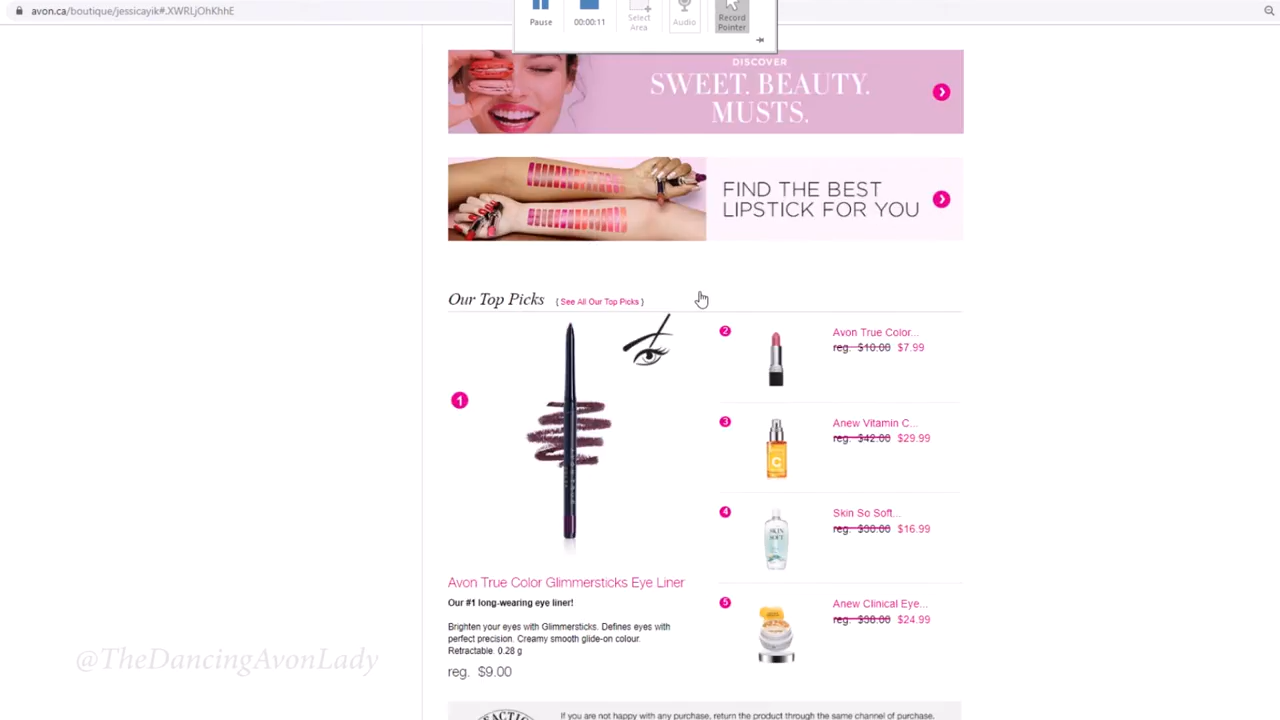 avon.ca/boutique/jessicayik#.XWRLjOhKhhE
Pause
00:00:11
Select Area
Audio
Record Pointer
DISCOVER
SWEET. BEAUTY.
MUSTS.
FIND THE BEST
LIPSTICK FOR YOU
Our Top Picks { See All Our Top Picks }
1
2
Avon True Color...
reg. $10.00 $7.99
3
C
Anew Vitamin C...
reg. $42.00 $29.99
4
SKIN
SO
SOFT
Skin So Soft...
reg. $30.00 $16.99
5
Anew Clinical Eye...
reg. $38.00 $24.99
Avon True Color Glimmersticks Eye Liner
Our #1 long-wearing eye liner!
Brighten your eyes with Glimmersticks. Defines eyes with
perfect precision. Creamy smooth glide-on colour.
Retractable. 0.28 g
reg. $9.00
@TheDancingAvonLady
If you are not happy with any purchase, return the product through the same channel of purchase.